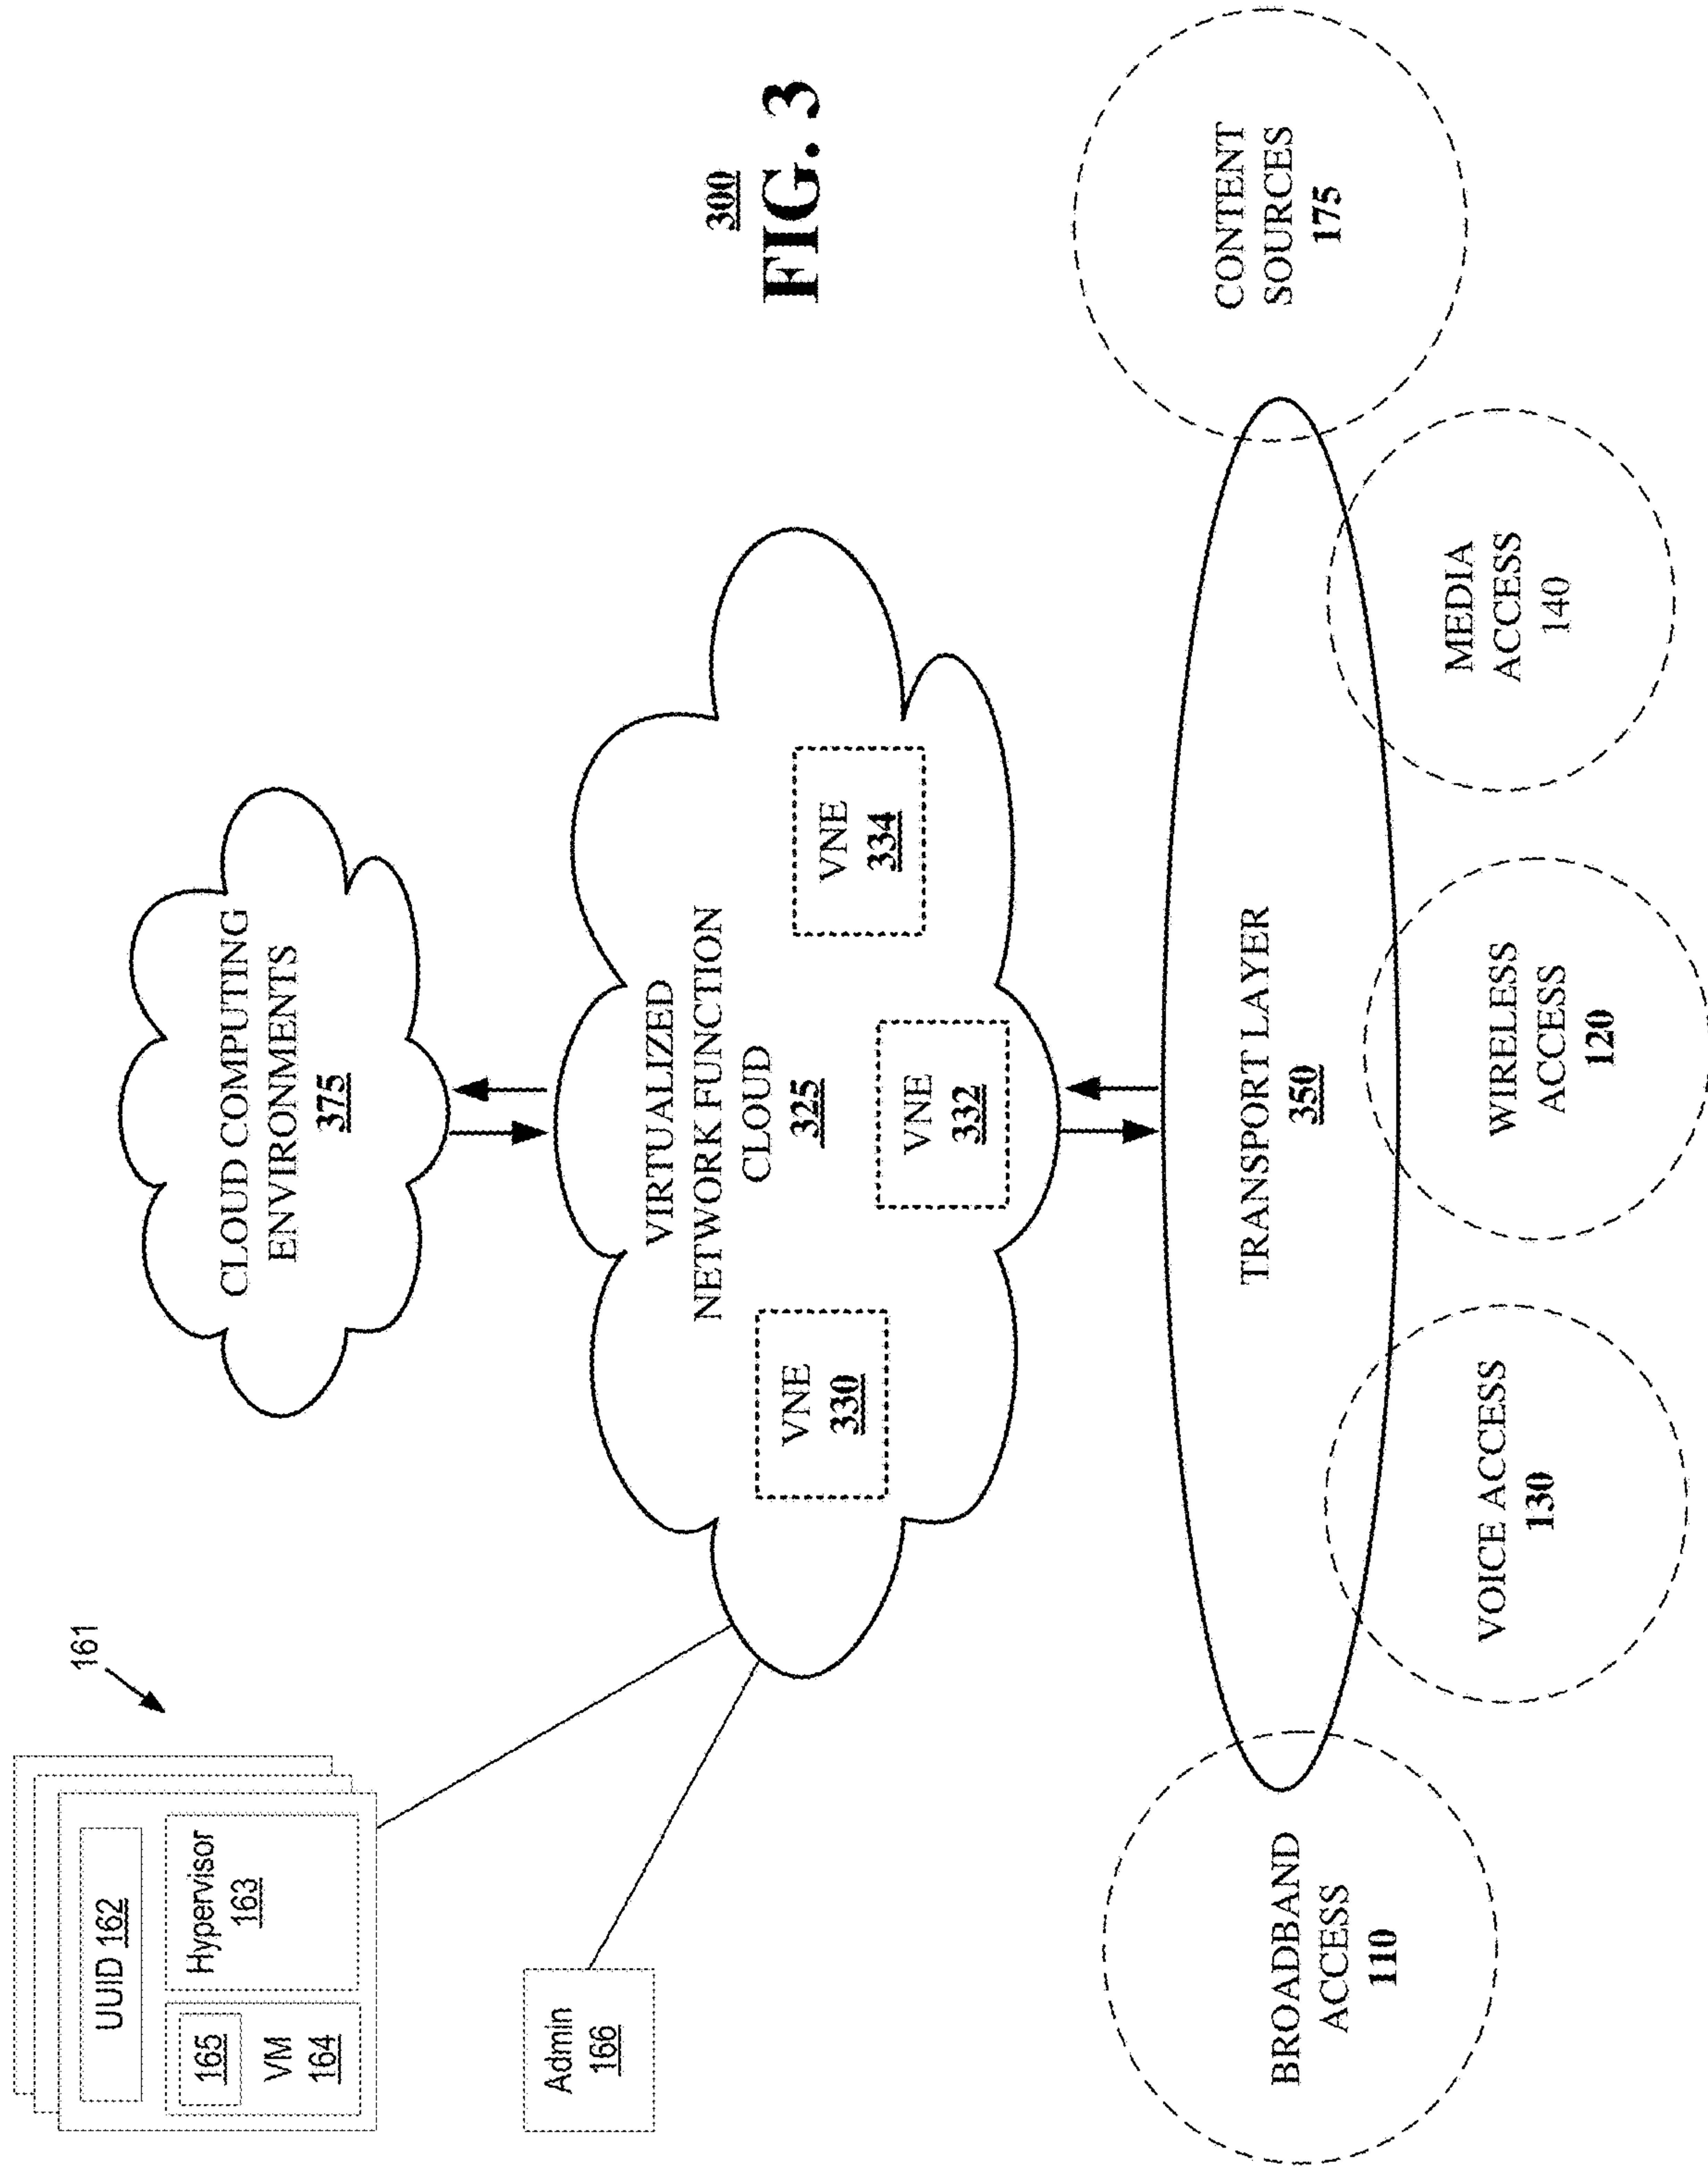 161
UUID 162
165
VM
164
Hypervisor
163
Admin
166
CLOUD COMPUTING
ENVIRONMENTS
375
VIRTUALIZED
NETWORK FUNCTION
CLOUD
325
VNE
330
VNE
332
VNE
334
TRANSPORT LAYER
350
BROADBAND
ACCESS
110
VOICE ACCESS
130
WIRELESS
ACCESS
120
MEDIA
ACCESS
140
CONTENT
SOURCES
175
300
FIG. 3